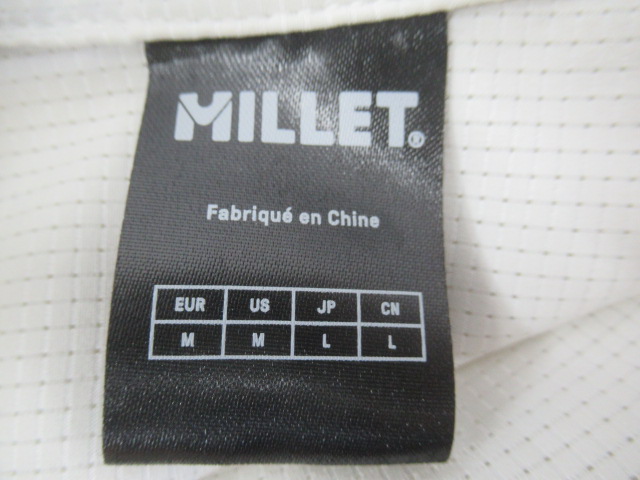 MILLET®
Fabriqué en Chine
EUR US JP CN
M M L L